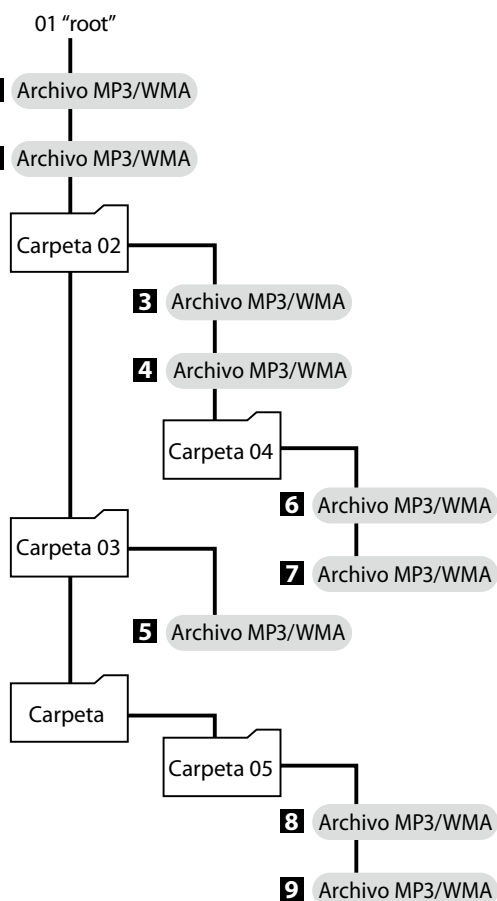 01 “root”
Archivo MP3/WMA
Archivo MP3/WMA
Carpeta 02
3 Archivo MP3/WMA
4 Archivo MP3/WMA
Carpeta 04
6 Archivo MP3/WMA
Carpeta 03
7 Archivo MP3/WMA
5 Archivo MP3/WMA
Carpeta
Carpeta 05
8 Archivo MP3/WMA
9 Archivo MP3/WMA